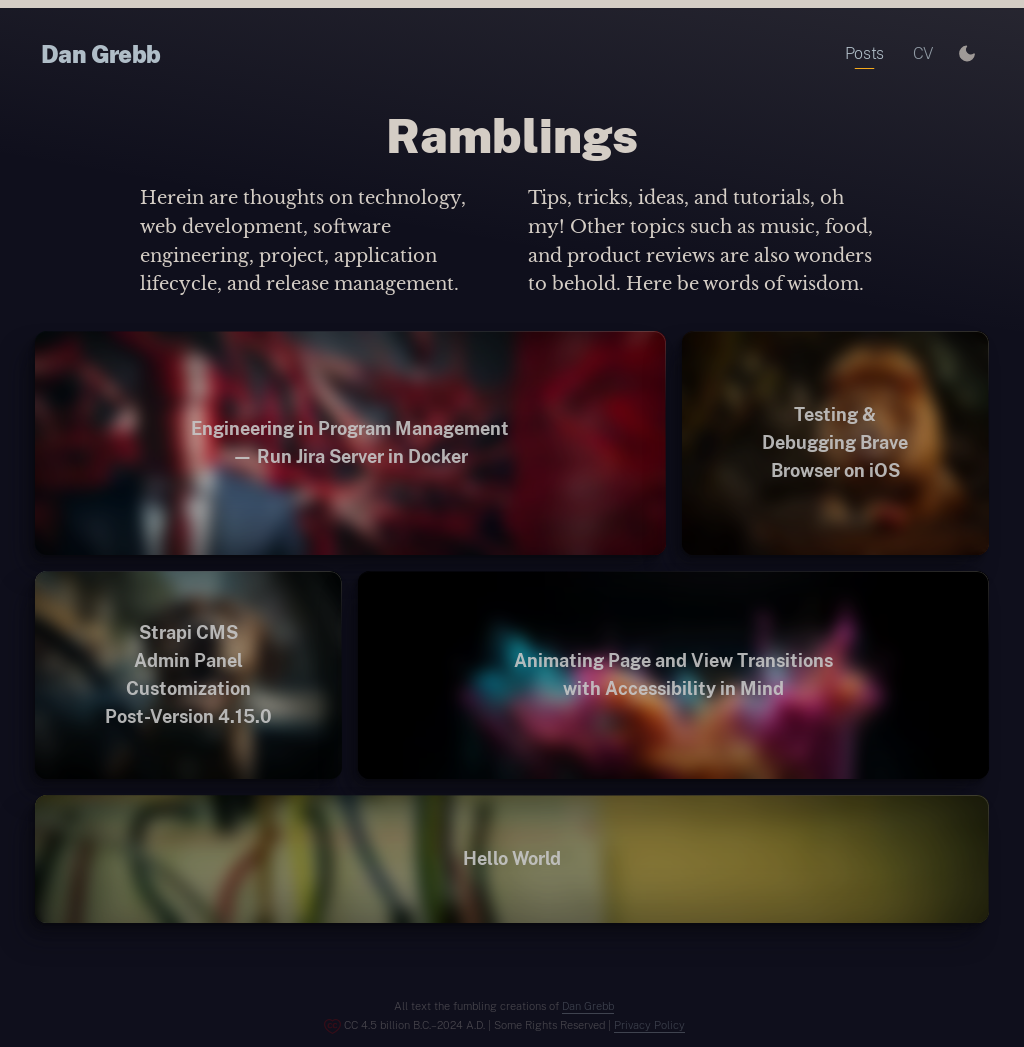 Dan Grebb
Posts CV
Ramblings
Herein are thoughts on technology,
web development, software
engineering, project, application
lifecycle, and release management.
Tips, tricks, ideas, and tutorials, oh
my! Other topics such as music, food,
and product reviews are also wonders
to behold. Here be words of wisdom.
Engineering in Program Management
— Run Jira Server in Docker
Testing &
Debugging Brave
Browser on iOS
Strapi CMS
Admin Panel
Customization
Post-Version 4.15.0
Animating Page and View Transitions
with Accessibility in Mind
Hello World
All text the fumbling creations of Dan Grebb
CC 4.5 billion B.C.–2024 A.D. | Some Rights Reserved | Privacy Policy